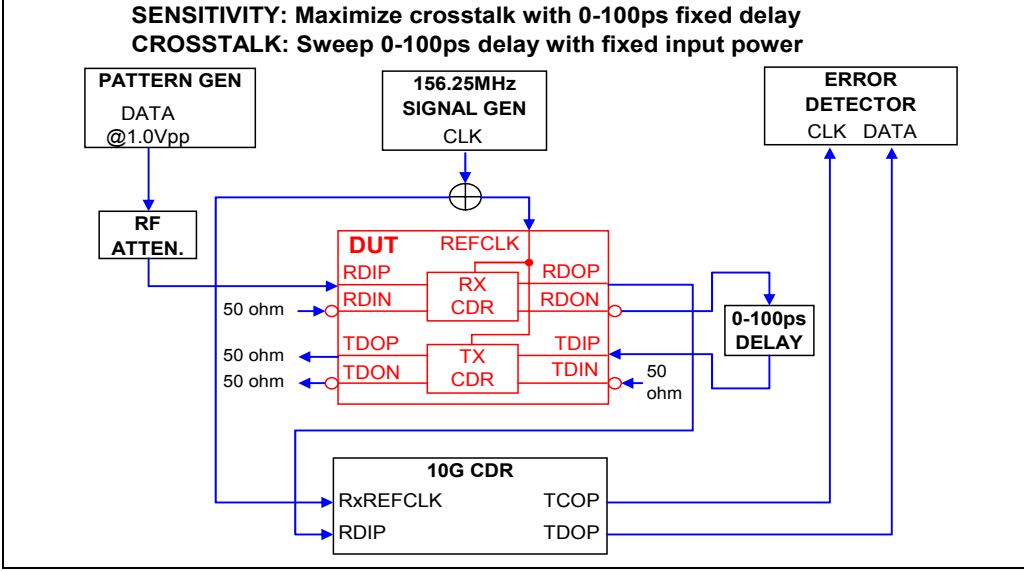 SENSITIVITY: Maximize crosstalk with 0-100ps fixed delay
CROSSTALK: Sweep 0-100ps delay with fixed input power
PATTERN GEN
DATA
@1.0Vpp
156.25MHz
SIGNAL GEN
CLK
ERROR
DETECTOR
CLK DATA
RF
ATTEN.
DUT
REFCLK
RDIP
RX
CDR
RDOP
RDIN
RDON
50 ohm
0-100ps
DELAY
TDOP
TX
CDR
TDIP
50 ohm
TDON
TDIN
50 ohm
50
ohm
10G CDR
RxREFCLK
TCOP
RDIP
TDOP